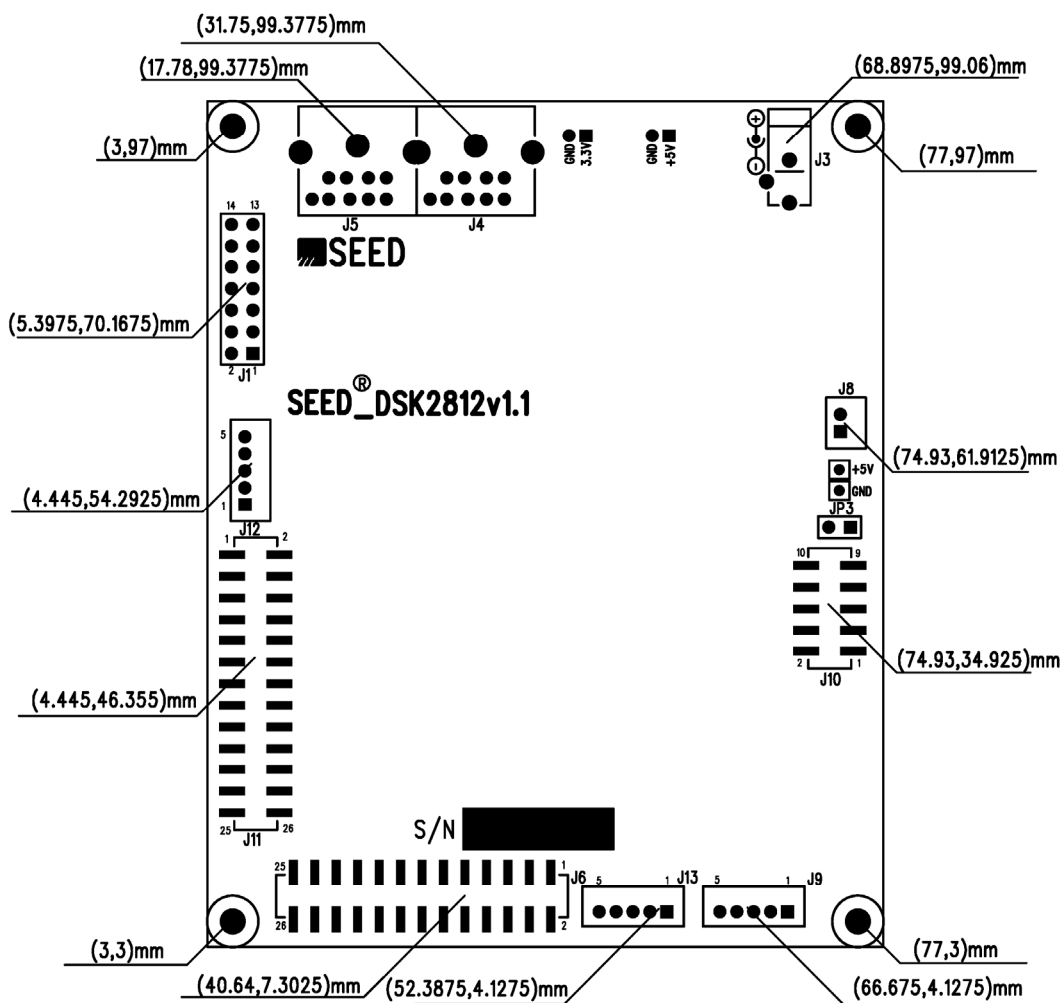 (31.75,99.3775)mm
(17.78,99.3775)mm
(68.8975,99.06)mm
(3,97)mm
GND
3.3V
GND
+5V
+
-
J3
(77,97)mm
14 13
J5
J4
SEED
(5.3975,70.1675)mm
2 1
J1
SEED_DSK2812v1.1
®
J8
5
(74.93,61.9125)mm
+5V
(4.445,54.2925)mm
GND
1
JP3
J12
1 2
10 9
(74.93,34.925)mm
2 1
J10
(4.445,46.355)mm
S/N
25 26
J11
25 1
J6
5 1
J13
5 1
J9
26 2
(3,3)mm
(77,3)mm
(40.64,7.3025)mm
(52.3875,4.1275)mm
(66.675,4.1275)mm